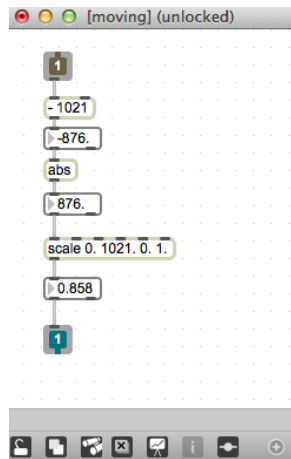 [moving] (unlocked)
1
- 1021
-876.
abs
876.
scale 0. 1021. 0. 1.
0.858
1